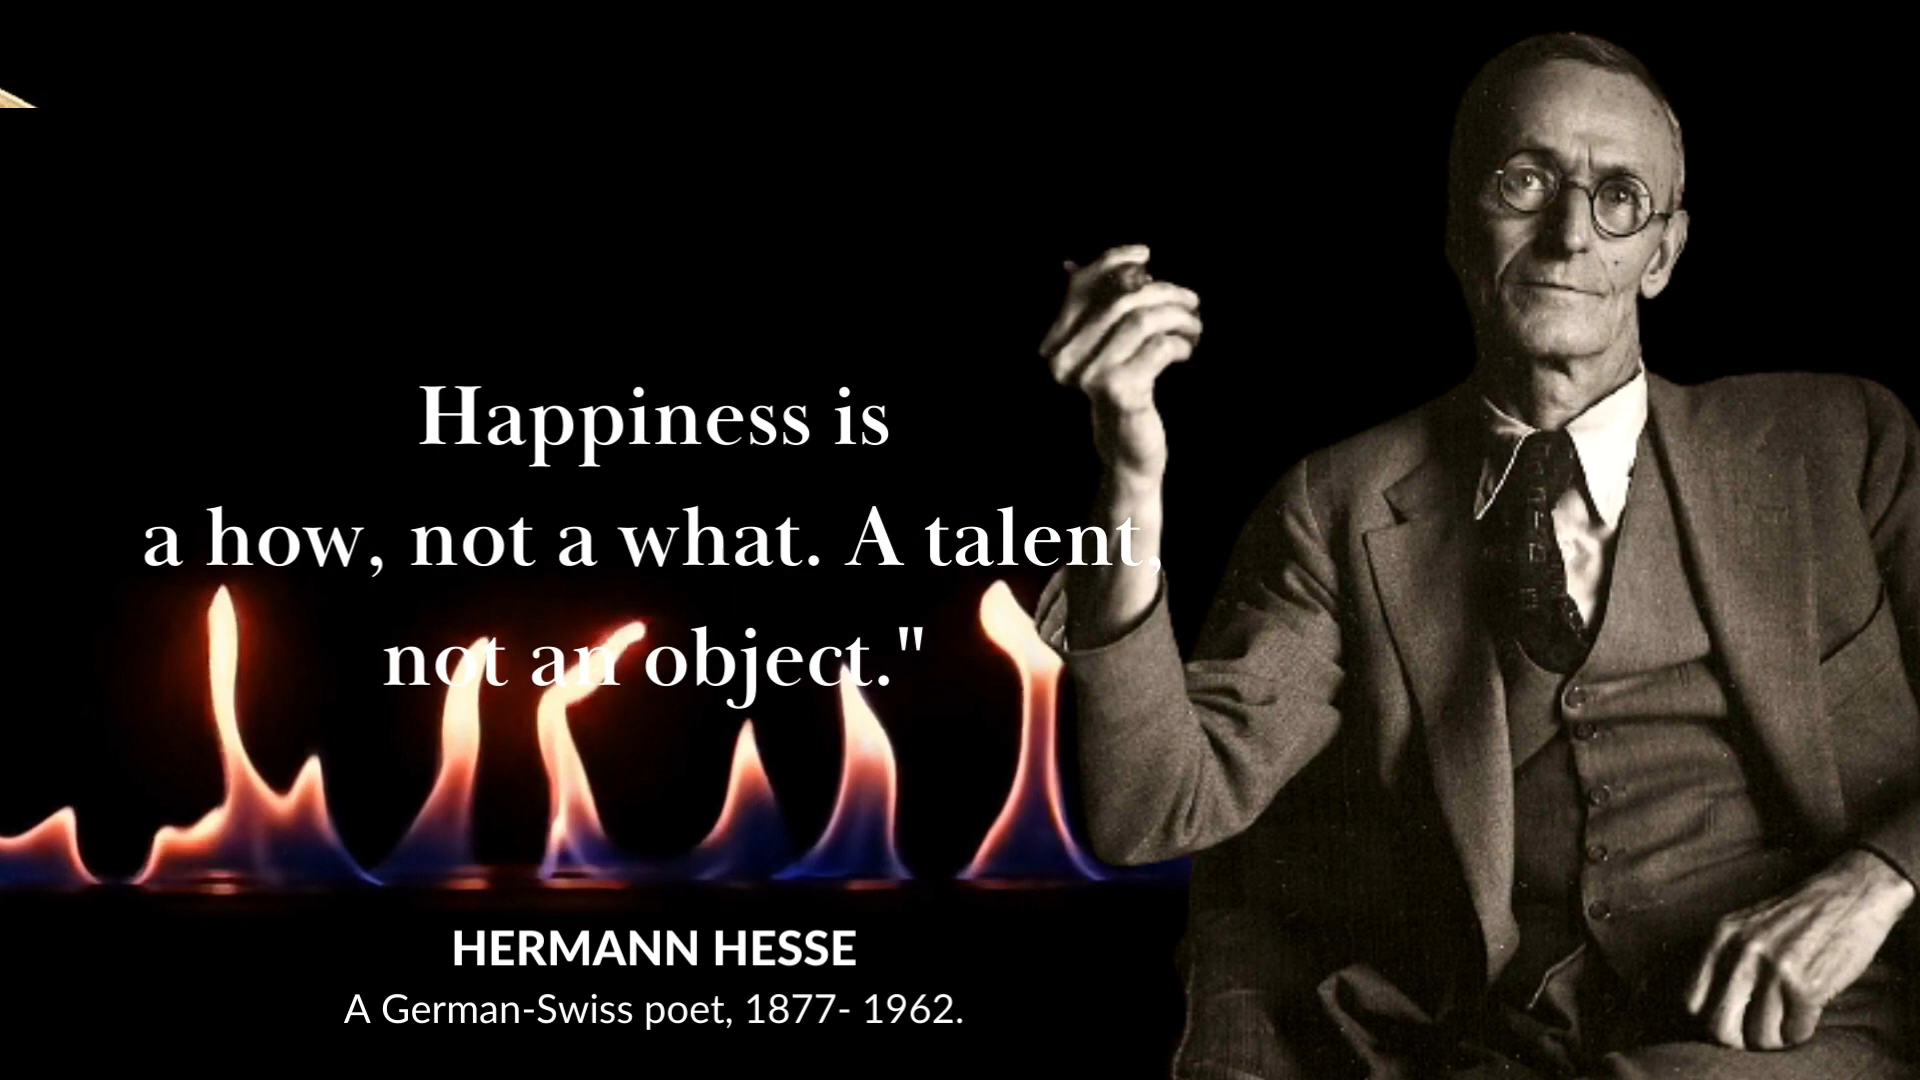 Happiness is
a how, not a what. A talent,
not an object."
HERMANN HESSE
A German-Swiss poet, 1877- 1962.